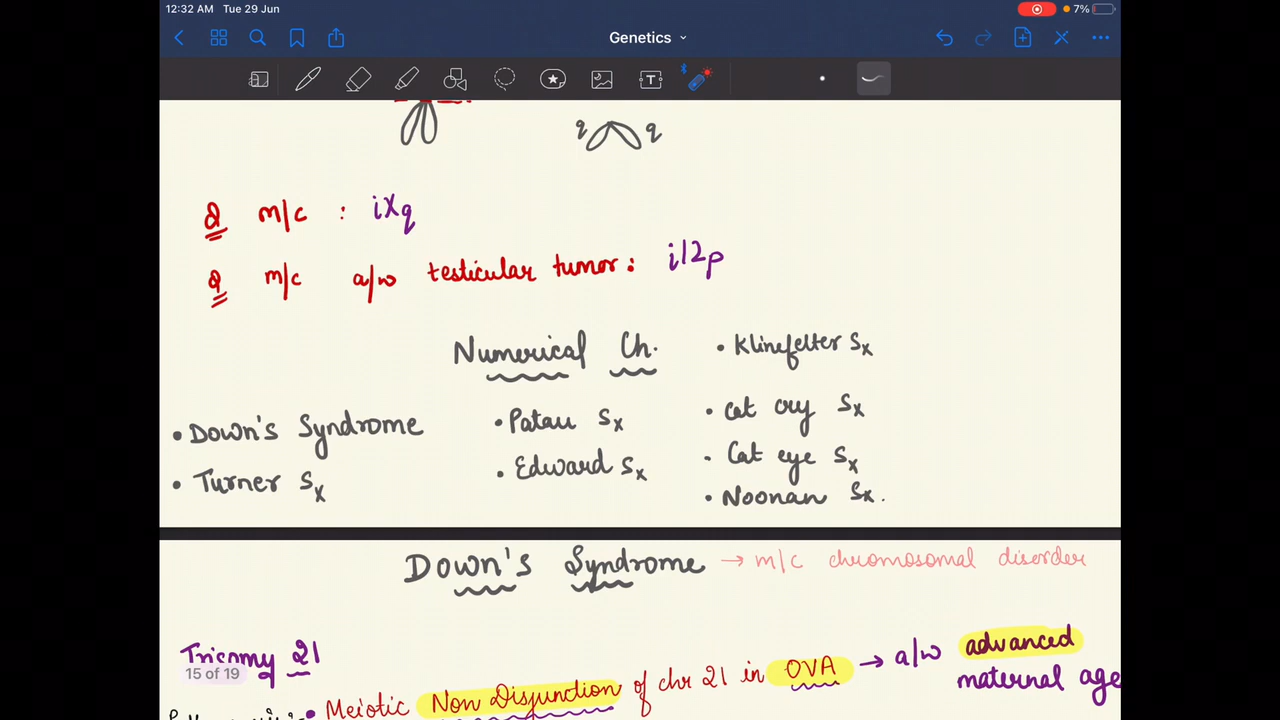 12:32 AM Tue 29 Jun
7%
Genetics
q q
Q m/c : iXq
Q m/c a/w testicular tumor: i12p
Numerical Ch.
• Klinefelter Sx
• Down's Syndrome
• Patau Sx
• Cat cry Sx
• Turner Sx
• Edward Sx
• Cat eye Sx
• Noonan Sx.
Down's Syndrome → m/c chromosomal disorder
Trisomy 21
15 of 19
• Meiotic Non Disjunction of chr 21 in OVA → a/w advanced
maternal age